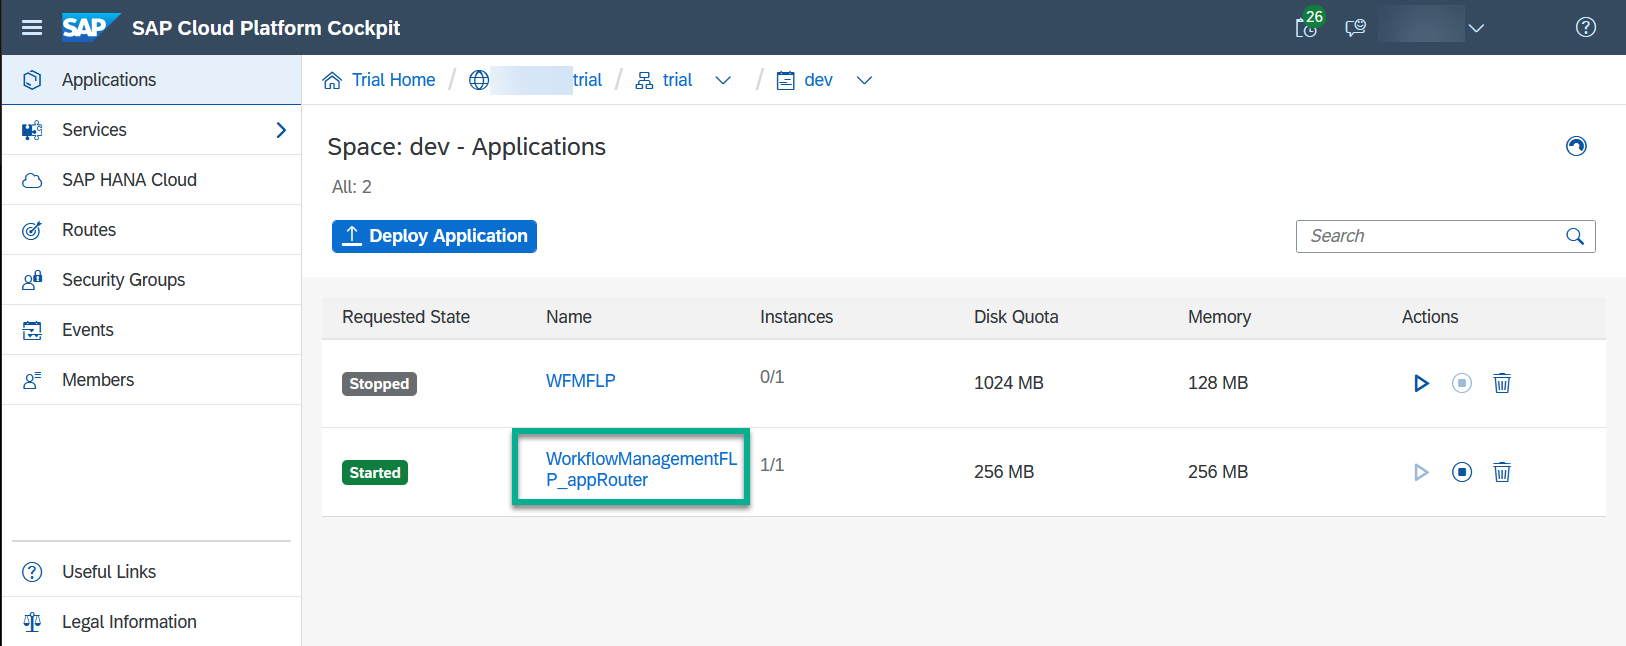 SAP SAP Cloud Platform Cockpit
26
Applications
Services
SAP HANA Cloud
Routes
Security Groups
Events
Members
Useful Links
Legal Information
Trial Home / trial / trial / dev
Space: dev - Applications
All: 2
Deploy Application
Search
Requested State Name Instances Disk Quota Memory Actions
Stopped WFMFLP 0/1 1024 MB 128 MB
Started WorkflowManagementFL 1/1 256 MB 256 MB
P_appRouter